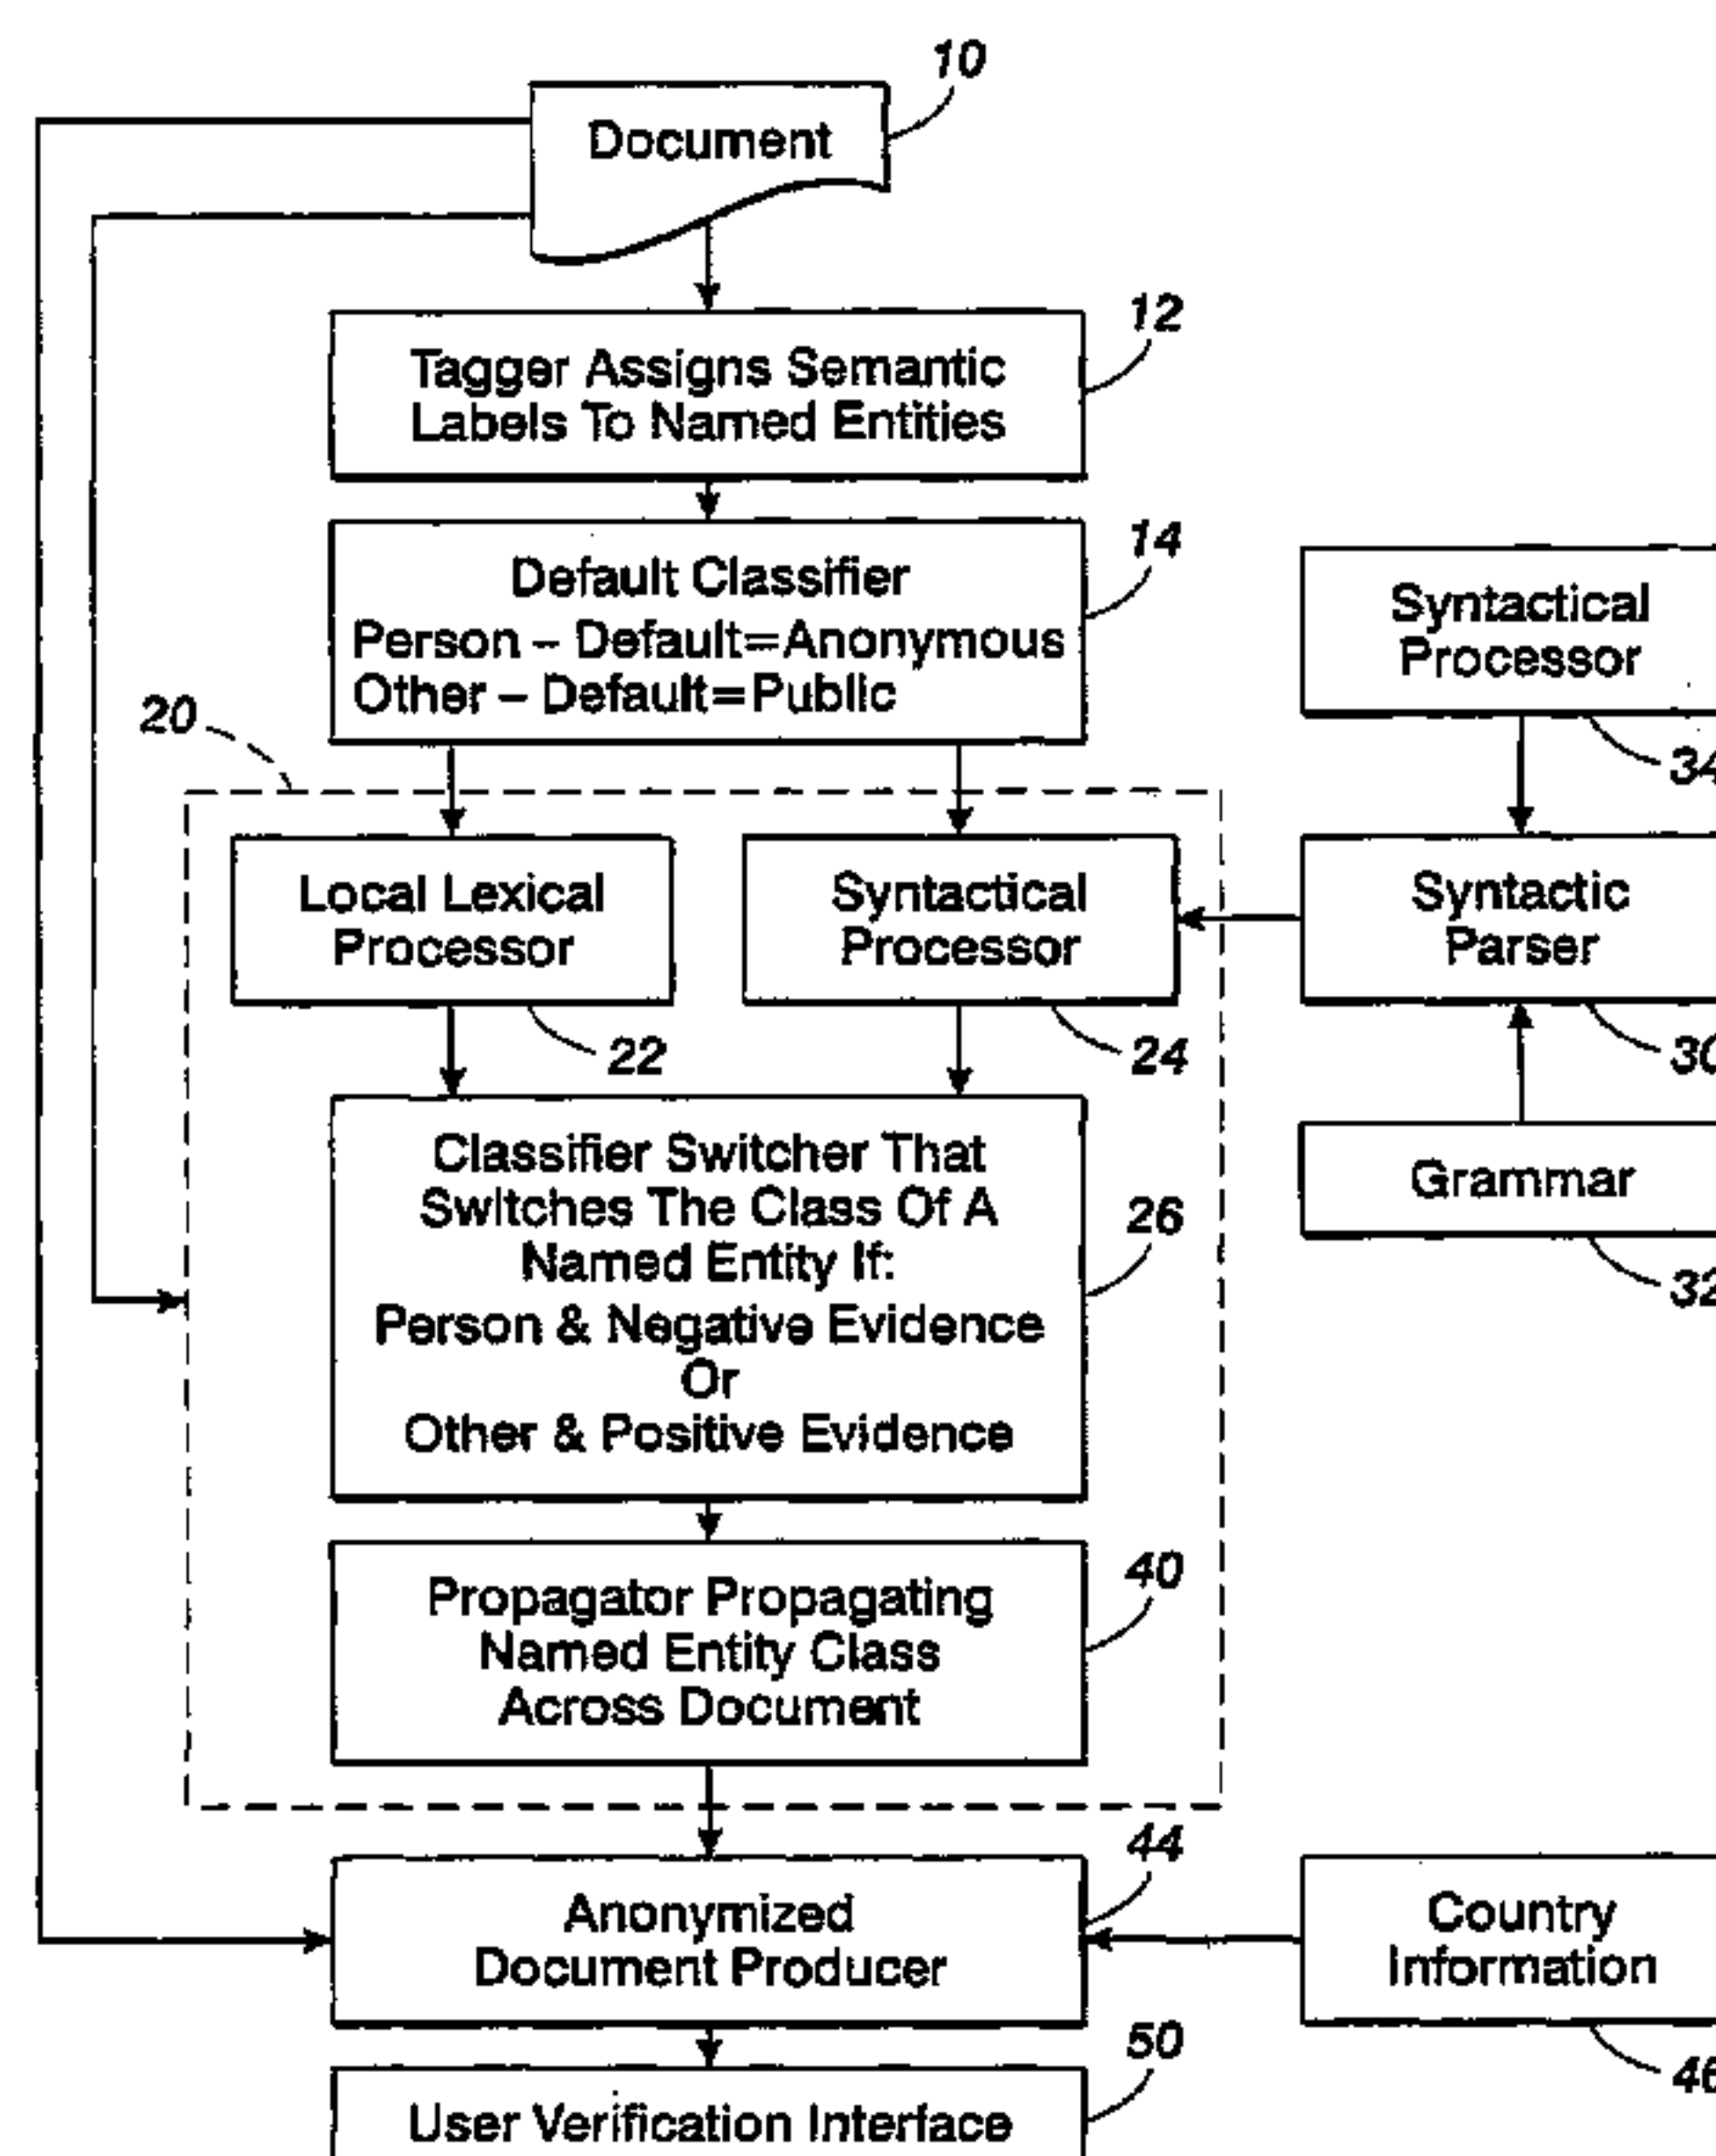 10
Document
12
Tagger Assigns Semantic
Labels To Named Entities
14
Default Classifier
Person – Default=Anonymous
Other – Default=Public
Syntactical
Processor
34
20
Local Lexical
Processor
22
Syntactical
Processor
24
Syntactic
Parser
30
Grammar
32
Classifier Switcher That
Switches The Class Of A
Named Entity If:
Person & Negative Evidence
Or
Other & Positive Evidence
26
Propagator Propagating
Named Entity Class
Across Document
40
44
Anonymized
Document Producer
Country
Information
46
50
User Verification Interface